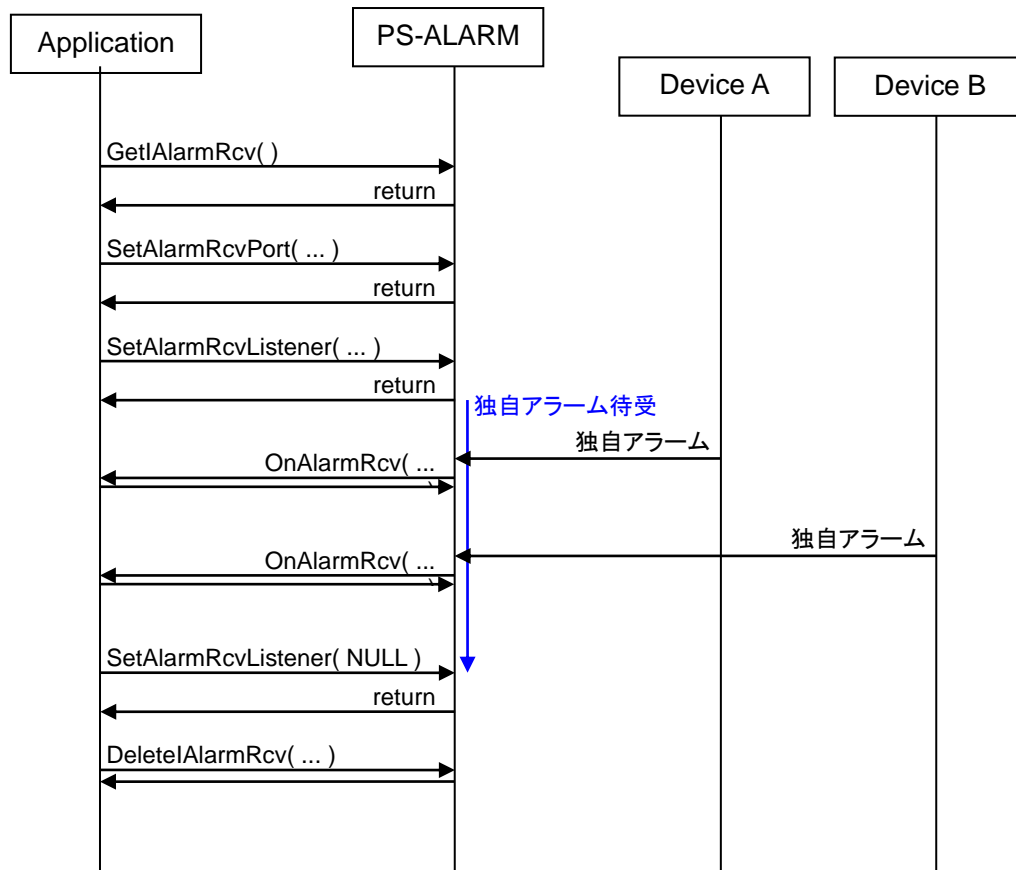 Application
PS-ALARM
Device A
Device B
GetIAlarmRcv( )
return
SetAlarmRcvPort( ... )
return
SetAlarmRcvListener( ... )
return
独自アラーム待受
独自アラーム
OnAlarmRcv( ...
独自アラーム
OnAlarmRcv( ...
SetAlarmRcvListener( NULL )
return
DeleteIAlarmRcv( ... )